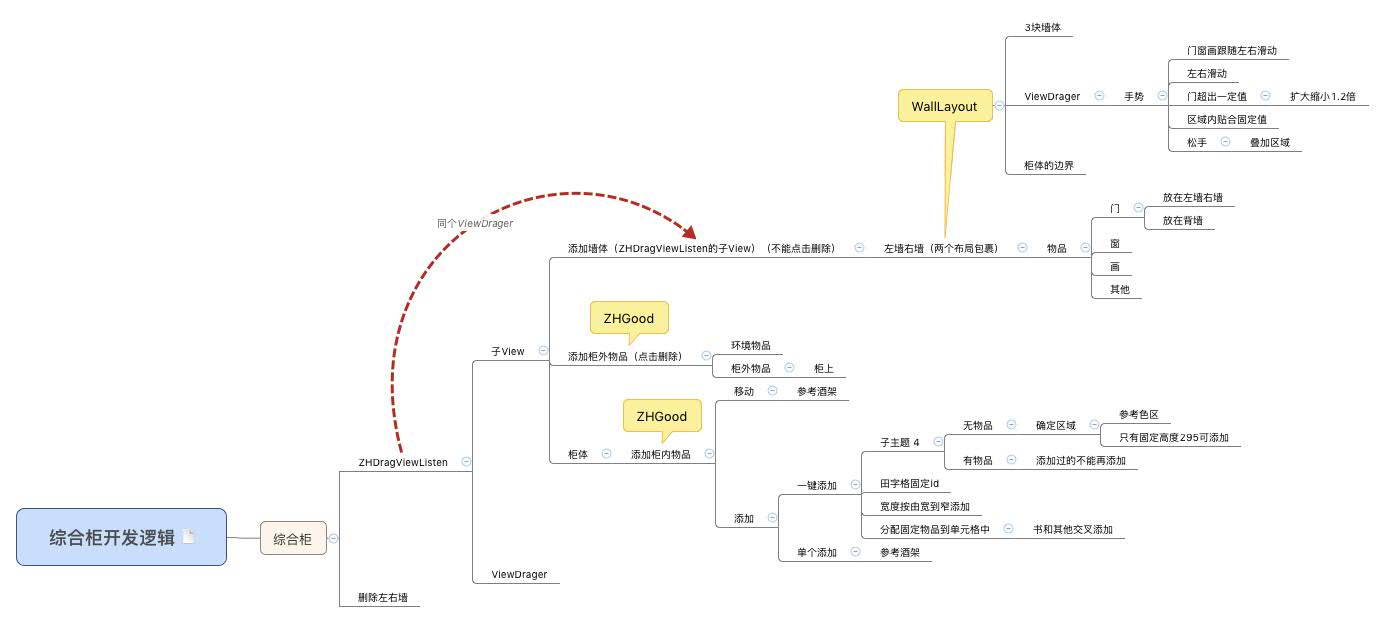 3块墙体
门窗画跟随左右滑动
左右滑动
WallLayout
ViewDrager
手势
门超出一定值
扩大缩小1.2倍
区域内贴合固定值
松手
叠加区域
柜体的边界
放在左墙右墙
门
放在背墙
同个ViewDrager
添加墙体（ZHDragViewListen的子View）（不能点击删除）
左墙右墙（两个布局包裹）
物品
窗
画
其他
ZHGood
环境物品
子View
添加柜外物品（点击删除）
柜外物品
柜上
移动
参考酒架
ZHGood
参考色区
无物品
确定区域
只有固定高度295可添加
子主题 4
柜体
添加柜内物品
有物品
添加过的不能再添加
ZHDragViewListen
一键添加
田字格固定id
宽度按由宽到窄添加
添加
分配固定物品到单元格中
书和其他交叉添加
综合柜开发逻辑
综合柜
单个添加
参考酒架
ViewDrager
删除左右墙